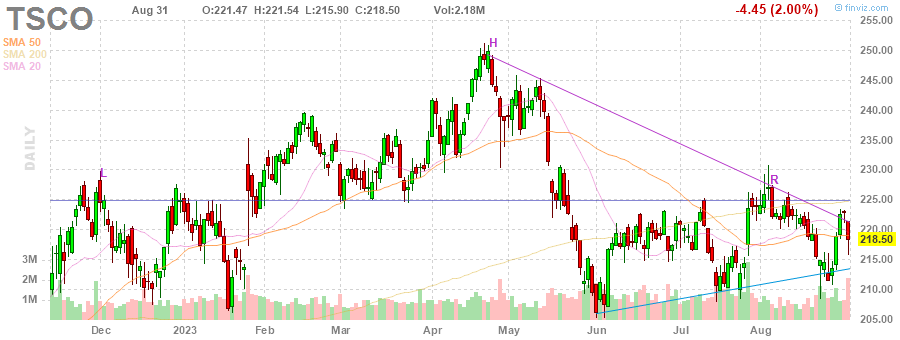 TSCO Aug 31 O:221.47 H:221.54 L:215.90 C:218.50 Vol:2.18M -4.45 (2.00%) © finviz.com
SMA 50
SMA 200
SMA 20
DAILY
255.00
250.00
245.00
240.00
235.00
230.00
225.00
220.00
218.50
215.00
210.00
205.00
3M
2M
1M
L
H
R
Dec 2023 Feb Mar Apr May Jun Jul Aug